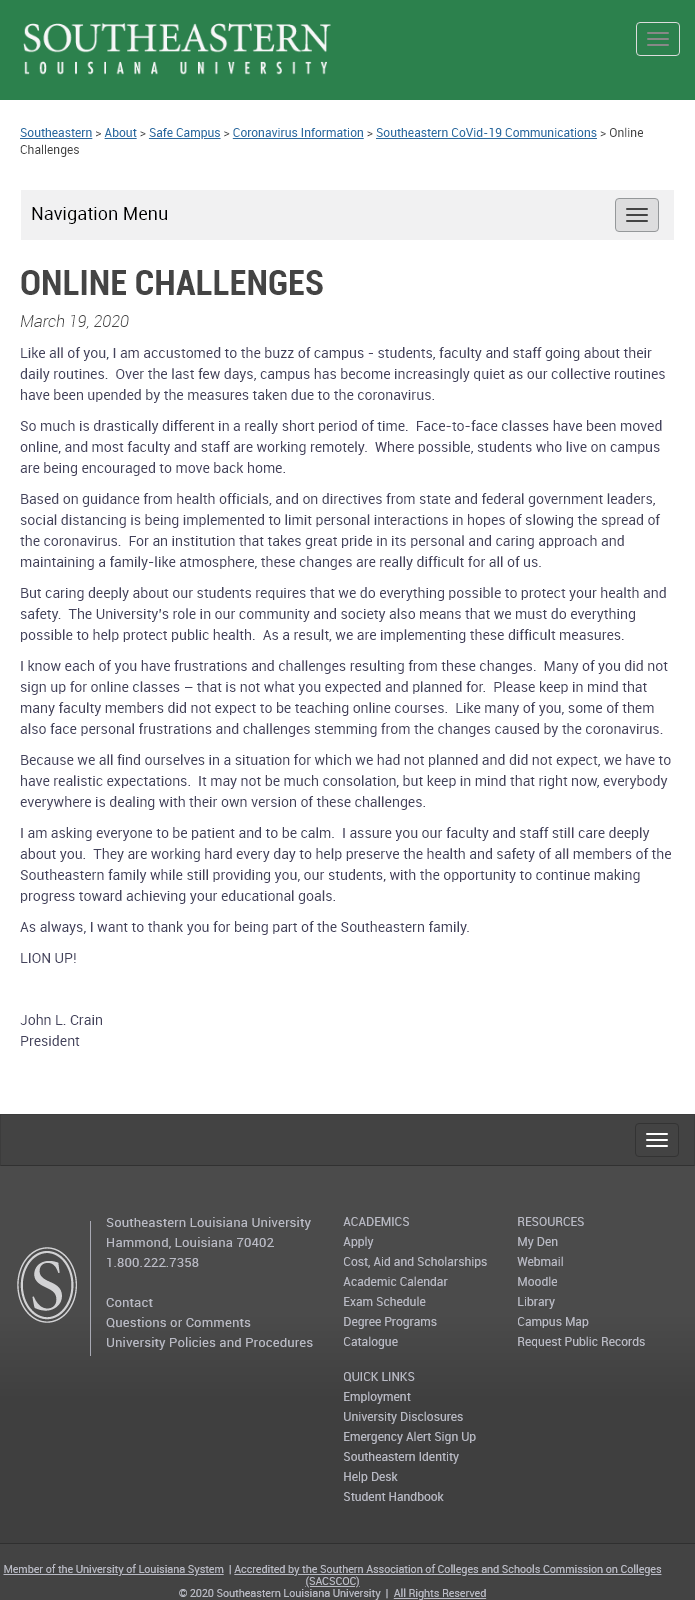 SOUTHEASTERN
LOUISIANA UNIVERSITY
Southeastern > About > Safe Campus > Coronavirus Information > Southeastern CoVid-19 Communications > Online
Challenges
Navigation Menu
ONLINE CHALLENGES
March 19, 2020
Like all of you, I am accustomed to the buzz of campus - students, faculty and staff going about their
daily routines.  Over the last few days, campus has become increasingly quiet as our collective routines
have been upended by the measures taken due to the coronavirus.
So much is drastically different in a really short period of time.  Face-to-face classes have been moved
online, and most faculty and staff are working remotely.  Where possible, students who live on campus
are being encouraged to move back home.
Based on guidance from health officials, and on directives from state and federal government leaders,
social distancing is being implemented to limit personal interactions in hopes of slowing the spread of
the coronavirus.  For an institution that takes great pride in its personal and caring approach and
maintaining a family-like atmosphere, these changes are really difficult for all of us.
But caring deeply about our students requires that we do everything possible to protect your health and
safety.  The University's role in our community and society also means that we must do everything
possible to help protect public health.  As a result, we are implementing these difficult measures.
I know each of you have frustrations and challenges resulting from these changes.  Many of you did not
sign up for online classes – that is not what you expected and planned for.  Please keep in mind that
many faculty members did not expect to be teaching online courses.  Like many of you, some of them
also face personal frustrations and challenges stemming from the changes caused by the coronavirus.
Because we all find ourselves in a situation for which we had not planned and did not expect, we have to
have realistic expectations.  It may not be much consolation, but keep in mind that right now, everybody
everywhere is dealing with their own version of these challenges.
I am asking everyone to be patient and to be calm.  I assure you our faculty and staff still care deeply
about you.  They are working hard every day to help preserve the health and safety of all members of the
Southeastern family while still providing you, our students, with the opportunity to continue making
progress toward achieving your educational goals.
As always, I want to thank you for being part of the Southeastern family.
LION UP!
John L. Crain
President
S
Southeastern Louisiana University
Hammond, Louisiana 70402
1.800.222.7358
Contact
Questions or Comments
University Policies and Procedures
ACADEMICS
Apply
Cost, Aid and Scholarships
Academic Calendar
Exam Schedule
Degree Programs
Catalogue
RESOURCES
My Den
Webmail
Moodle
Library
Campus Map
Request Public Records
QUICK LINKS
Employment
University Disclosures
Emergency Alert Sign Up
Southeastern Identity
Help Desk
Student Handbook
Member of the University of Louisiana System | Accredited by the Southern Association of Colleges and Schools Commission on Colleges
(SACSCOC)
© 2020 Southeastern Louisiana University | All Rights Reserved